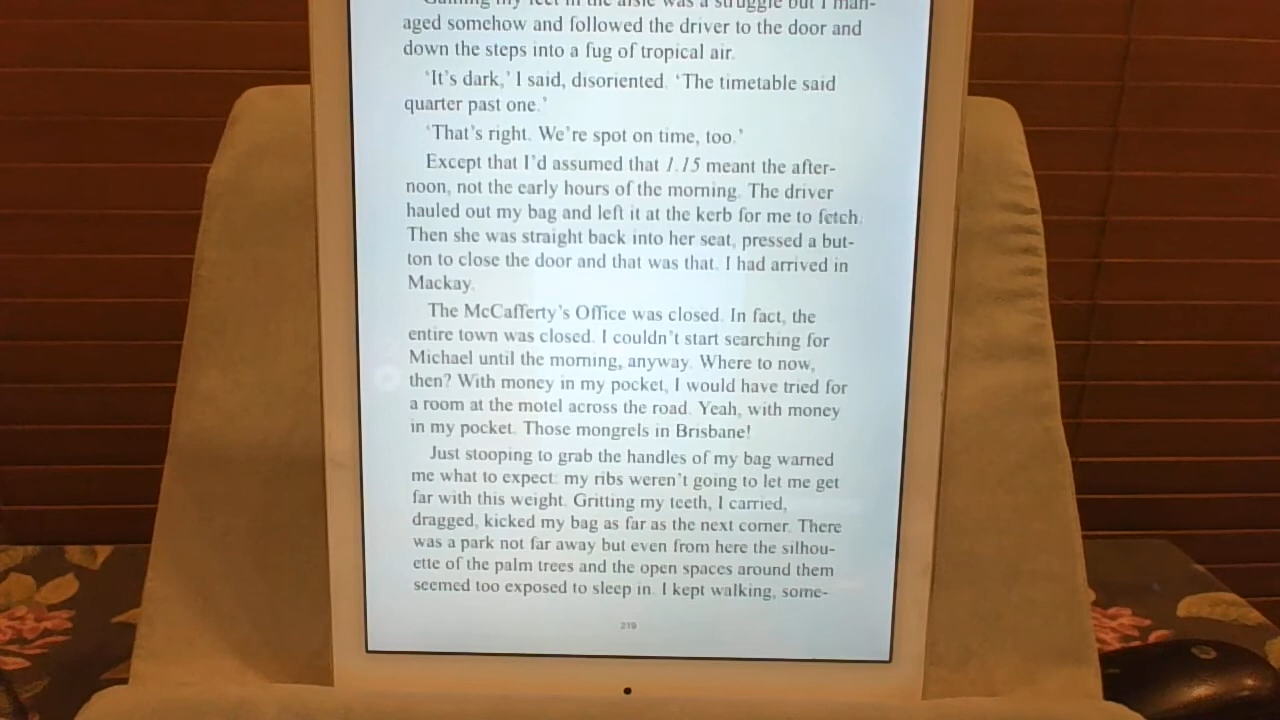 Gaining my feet in the aisle was a struggle but I man-
aged somehow and followed the driver to the door and
down the steps into a fug of tropical air.
‘It’s dark,’ I said, disoriented. ‘The timetable said
quarter past one.’
‘That’s right. We’re spot on time, too.’
Except that I’d assumed that 1.15 meant the after-
noon, not the early hours of the morning. The driver
hauled out my bag and left it at the kerb for me to fetch.
Then she was straight back into her seat, pressed a but-
ton to close the door and that was that. I had arrived in
Mackay.
The McCafferty’s Office was closed. In fact, the
entire town was closed. I couldn’t start searching for
Michael until the morning, anyway. Where to now,
then? With money in my pocket, I would have tried for
a room at the motel across the road. Yeah, with money
in my pocket. Those mongrels in Brisbane!
Just stooping to grab the handles of my bag warned
me what to expect: my ribs weren’t going to let me get
far with this weight. Gritting my teeth, I carried,
dragged, kicked my bag as far as the next corner. There
was a park not far away but even from here the silhou-
ette of the palm trees and the open spaces around them
seemed too exposed to sleep in. I kept walking, some-
219